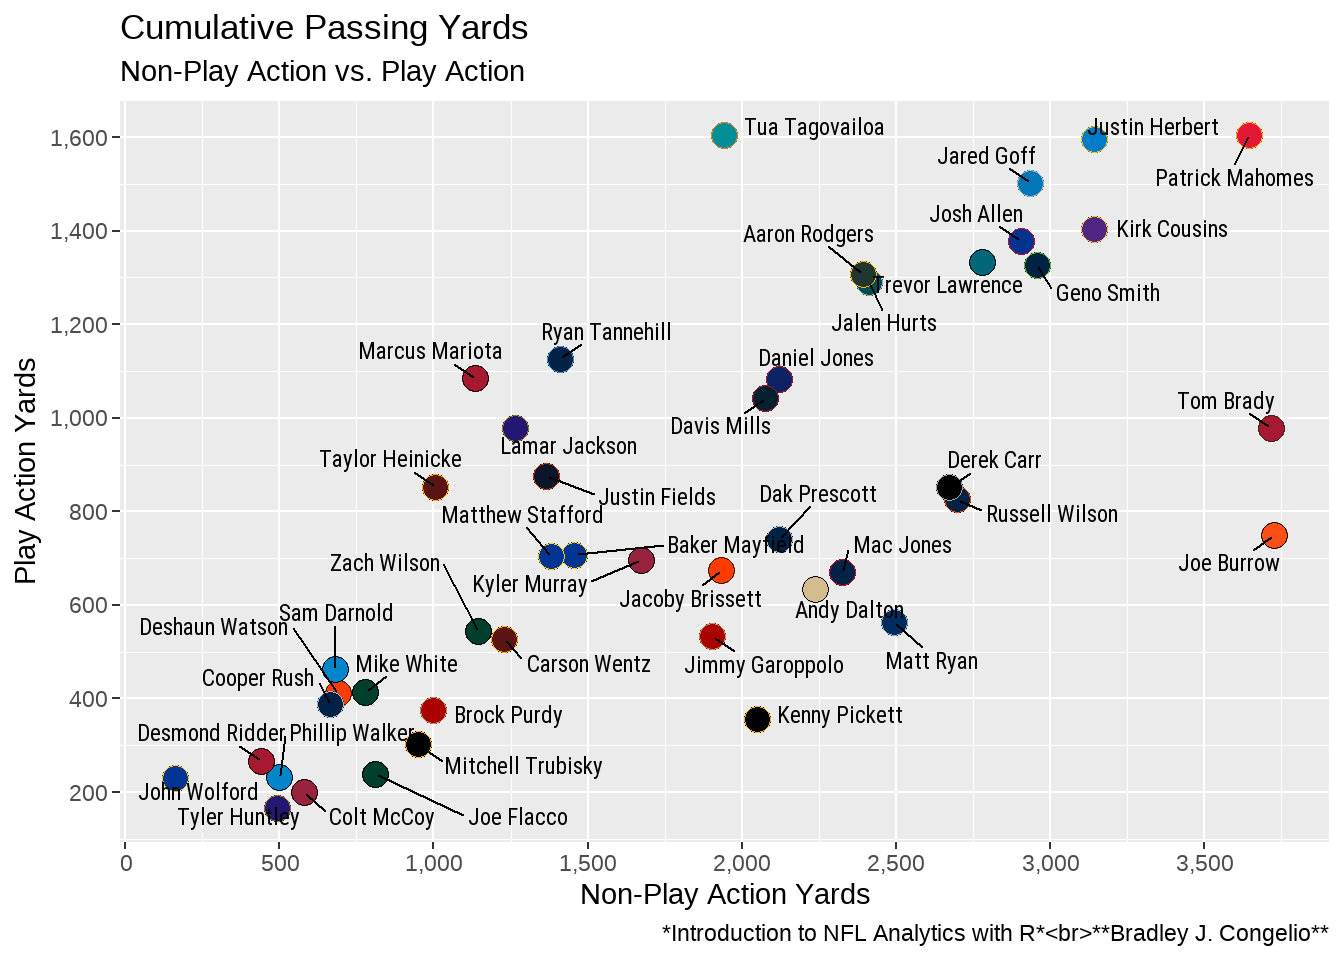 Cumulative Passing Yards
Non-Play Action vs. Play Action
1,600
1,400
1,200
1,000
800
600
400
200
Play Action Yards
Tua Tagovailoa
Justin Herbert
Jared Goff
Patrick Mahomes
Josh Allen
Kirk Cousins
Aaron Rodgers
Trevor Lawrence
Geno Smith
Jalen Hurts
Ryan Tannehill
Marcus Mariota
Daniel Jones
Tom Brady
Davis Mills
Lamar Jackson
Taylor Heinicke
Derek Carr
Justin Fields
Dak Prescott
Matthew Stafford
Russell Wilson
Baker Mayfield
Mac Jones
Zach Wilson
Joe Burrow
Kyler Murray
Jacoby Brissett
Andy Dalton
Sam Darnold
Deshaun Watson
Mike White
Carson Wentz
Jimmy Garoppolo
Matt Ryan
Cooper Rush
Brock Purdy
Kenny Pickett
Desmond Ridder
Phillip Walker
Mitchell Trubisky
John Wolford
Tyler Huntley
Colt McCoy
Joe Flacco
0
500
1,000
1,500
2,000
2,500
3,000
3,500
Non-Play Action Yards
*Introduction to NFL Analytics with R*<br>**Bradley J. Congelio**